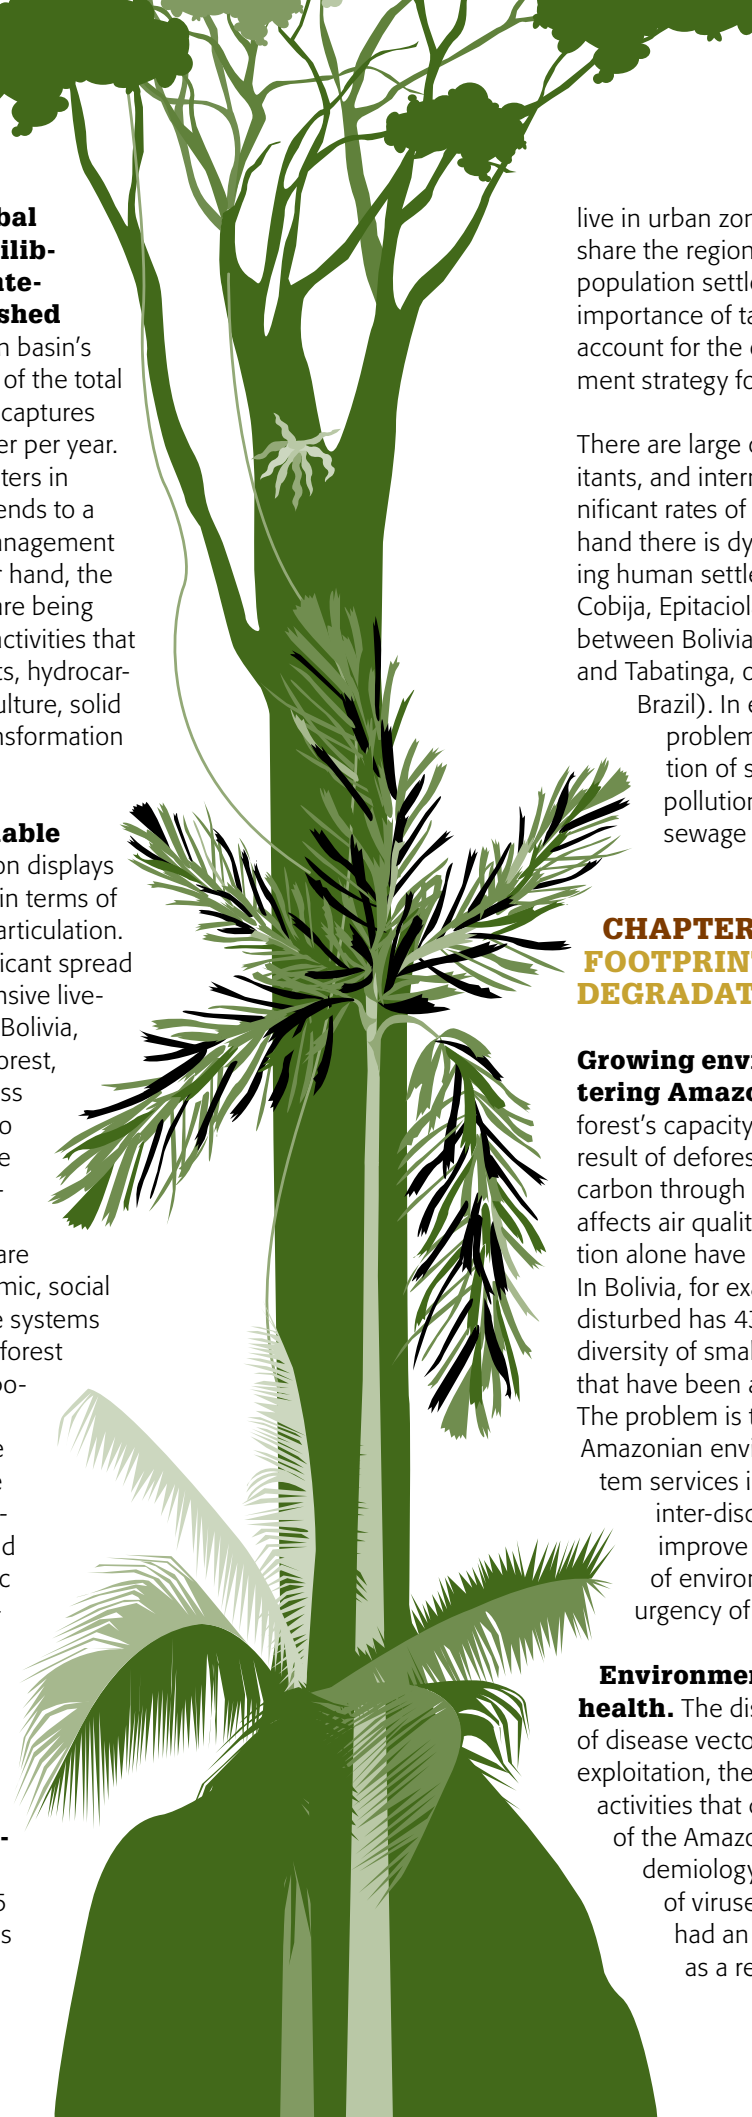 bal
ilib-
te-
shed
n basin's
of the total
captures
er per year.
ters in
ends to a
anagement
r hand, the
are being
activities that
ts, hydrocar-
ulture, solid
nsformation
able
on displays
in terms of
articulation.
icant spread
nsive live-
Bolivia,
orest,
ss
o
e
-
are
mic, social
e systems
forest
oo-
e
e
-
d
c
-
-
5
s
live in urban zon
share the region
population settle
importance of ta
account for the
ment strategy fo
There are large c
itants, and intern
nificant rates of
hand there is dy
ing human settle
Cobija, Epitaciola
between Bolivia
and Tabatinga, o
Brazil). In e
problem
tion of s
pollution
sewage
CHAPTER
FOOTPRINT
DEGRADAT
Growing envi
tering Amazo
forest's capacity
result of defores
carbon through
affects air qualit
tion alone have
In Bolivia, for exa
disturbed has 43
diversity of smal
that have been a
The problem is t
Amazonian envi
tem services i
inter-disc
improve
of environ
urgency of
Environmen
health. The dis
of disease vecto
exploitation, the
activities that c
of the Amazo
demiology
of viruse
had an
as a re